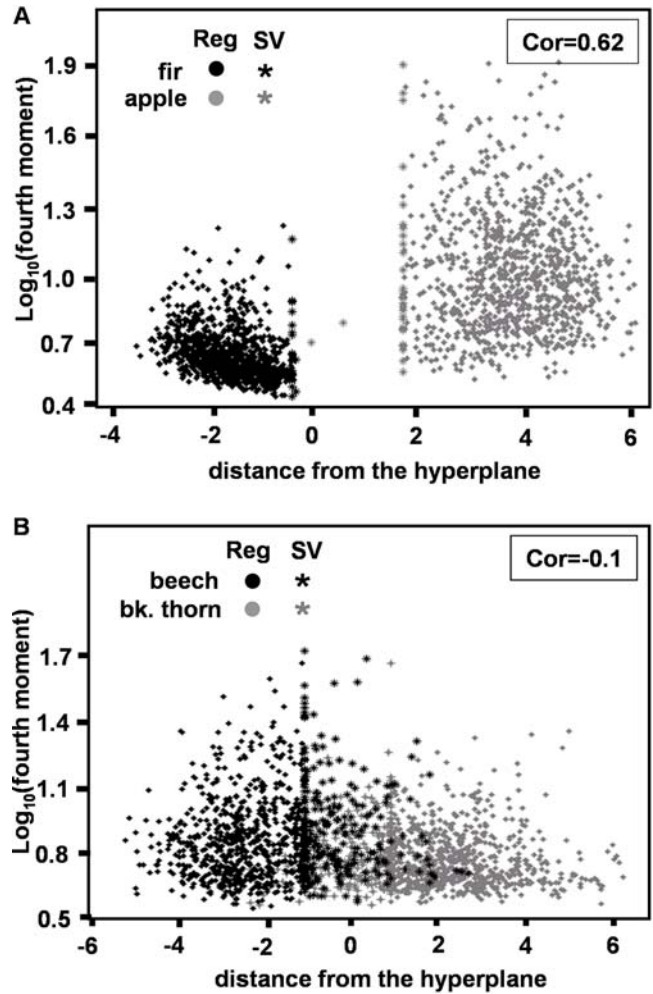 A
Reg SV
fir
apple
Cor=0.62
1.9
1.6
1.3
1.0
0.7
0.4
Log10(fourth moment)
-4 -2 0 2 4 6
distance from the hyperplane
B
Reg SV
beech
bk. thorn
Cor=-0.1
1.7
1.4
1.1
0.8
0.5
Log10(fourth moment)
-6 -4 -2 0 2 4 6
distance from the hyperplane